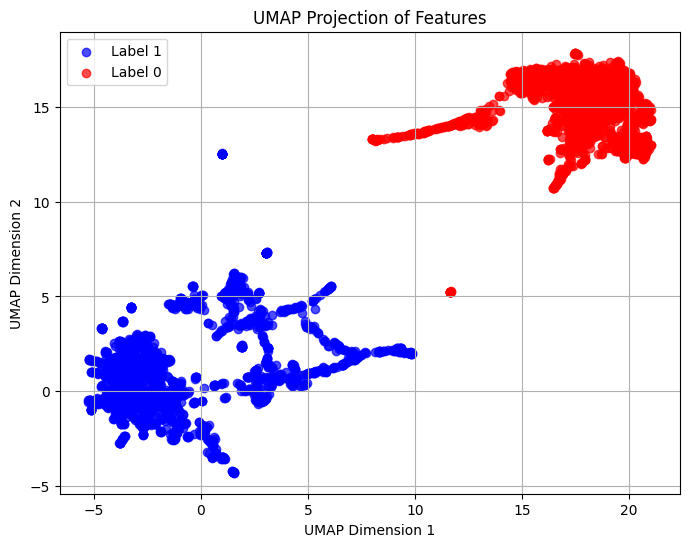 UMAP Projection of Features
Label 1
Label 0
UMAP Dimension 2
15
10
5
0
−5
−5
0
5
10
15
20
UMAP Dimension 1